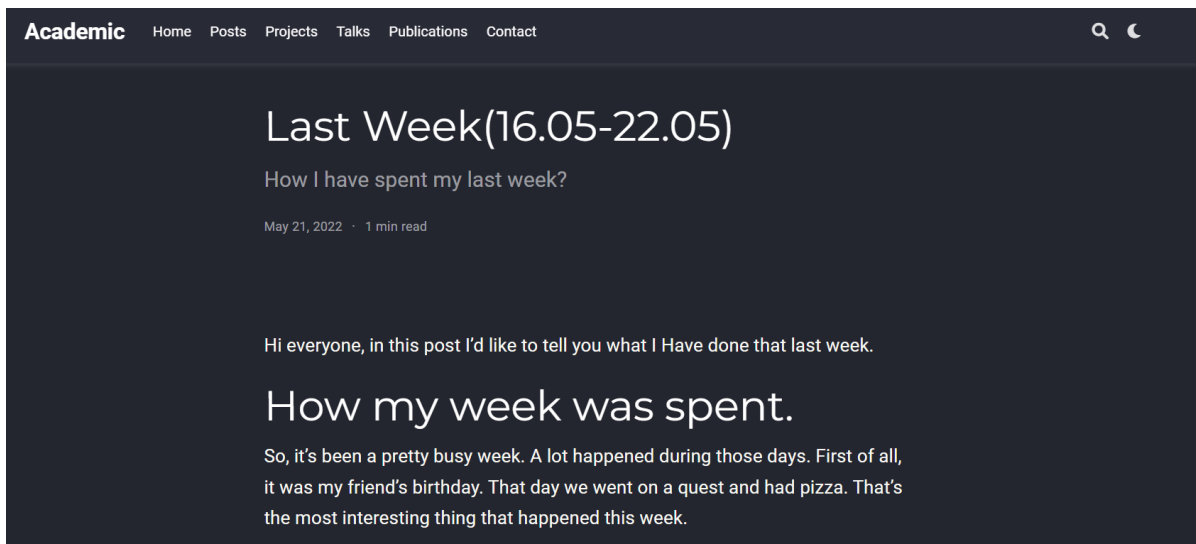 Academic Home Posts Projects Talks Publications Contact
Last Week(16.05-22.05)
How I have spent my last week?
May 21, 2022 · 1 min read
Hi everyone, in this post I’d like to tell you what I Have done that last week.
How my week was spent.
So, it’s been a pretty busy week. A lot happened during those days. First of all,
it was my friend’s birthday. That day we went on a quest and had pizza. That’s
the most interesting thing that happened this week.